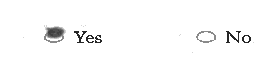 Yes No